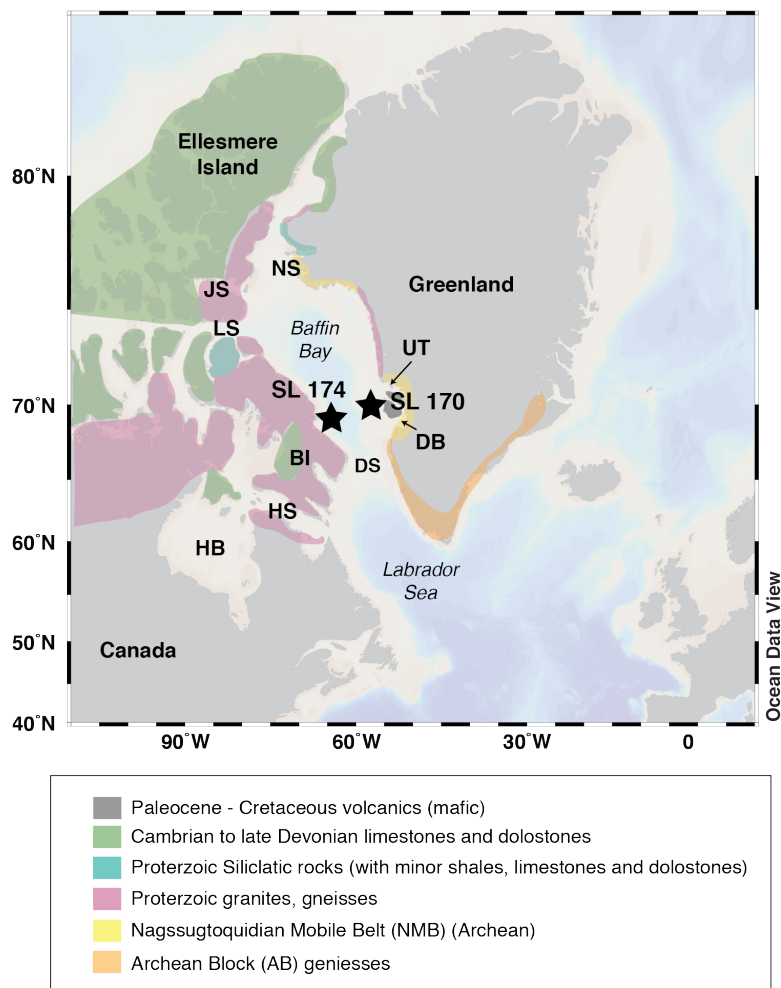 Ellesmere
Island
80°N
NS
JS
Greenland
LS
Baffin
Bay
UT
SL 174
SL 170
70°N
DB
BI
DS
HS
60°N
HB
Labrador
Sea
50°N
Canada
40°N
90°W
60°W
30°W
0
Ocean Data View
Paleocene - Cretaceous volcanics (mafic)
Cambrian to late Devonian limestones and dolostones
Proterzoic Siliclatic rocks (with minor shales, limestones and dolostones)
Proterzoic granites, gneisses
Nagssugtoquidian Mobile Belt (NMB) (Archean)
Archean Block (AB) geniesses